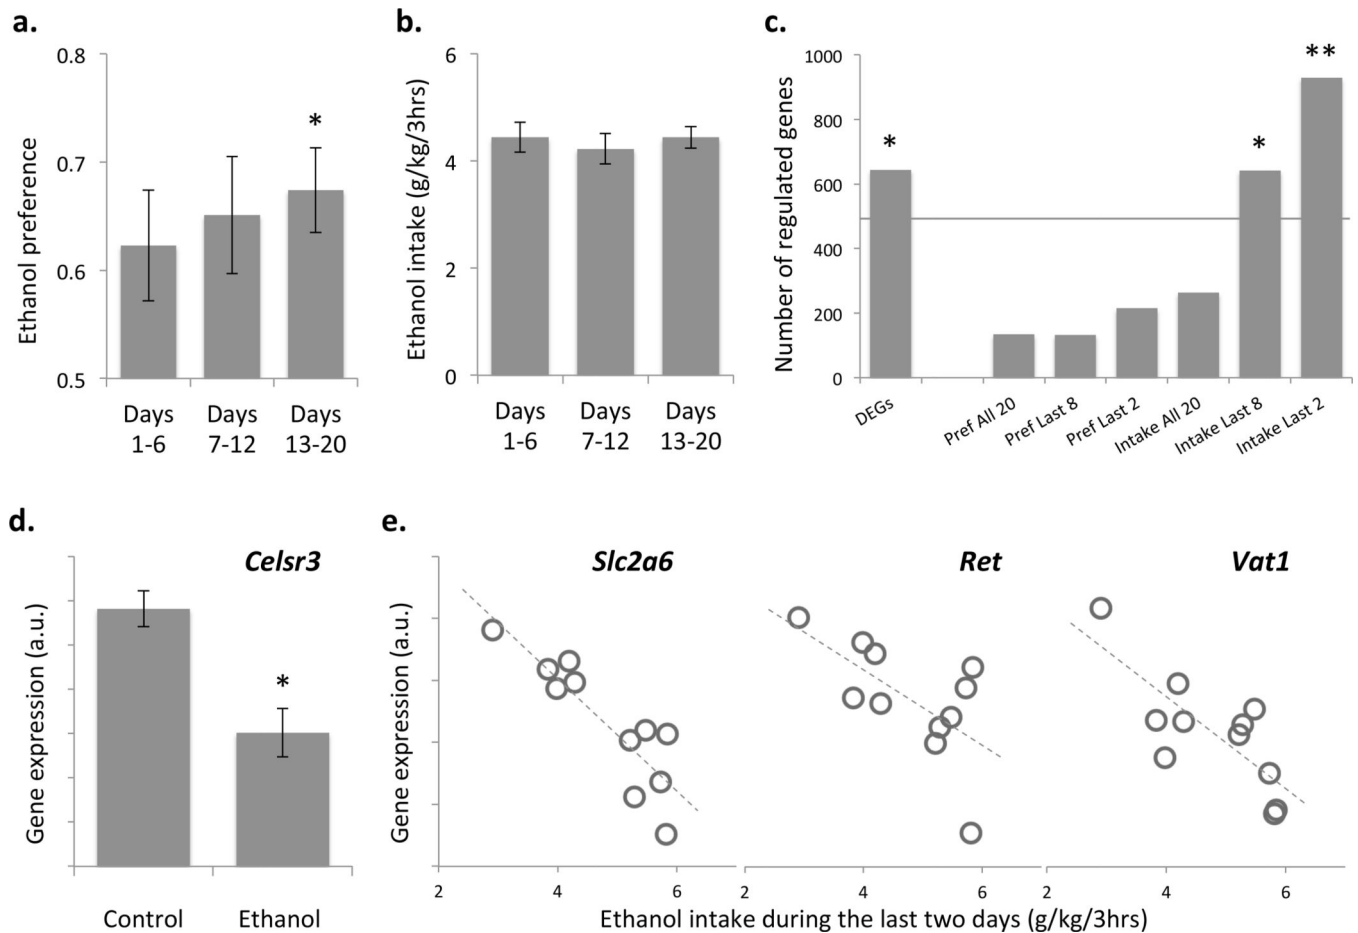 a.
Ethanol preference
0.8
0.7
0.6
0.5
*
Days
1-6
Days
7-12
Days
13-20
b.
Ethanol intake (g/kg/3hrs)
6
4
2
0
Days
1-6
Days
7-12
Days
13-20
c.
Number of regulated genes
1000
800
600
400
200
0
*
*
**
DEGs
Pref All 20
Pref Last 8
Pref Last 2
Intake All 20
Intake Last 8
Intake Last 2
d.
Celsr3
Gene expression (a.u.)
*
Control
Ethanol
e.
Gene expression (a.u.)
Slc2a6
Ret
Vat1
2 4 6
2 4 6
2 4 6
Ethanol intake during the last two days (g/kg/3hrs)